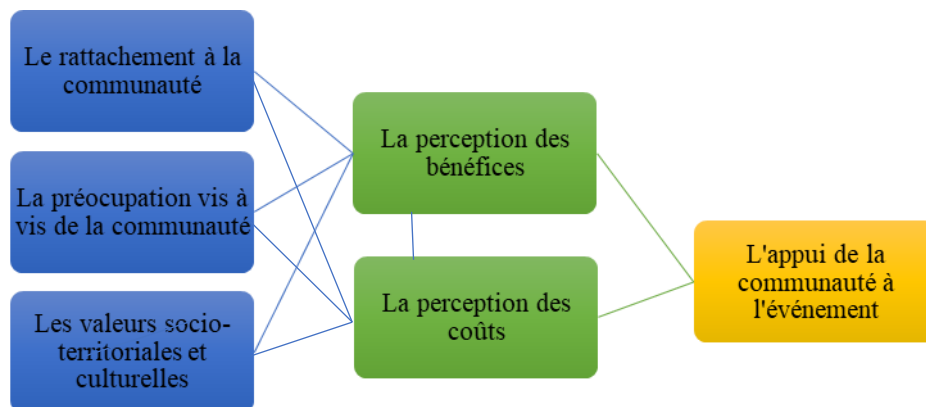 Le rattachement à la
communauté
La préocupation vis à
vis de la communauté
Les valeurs socio-
territoriales et
culturelles
La perception des
bénéfices
La perception des
coûts
L'appui de la
communauté à
l'événement